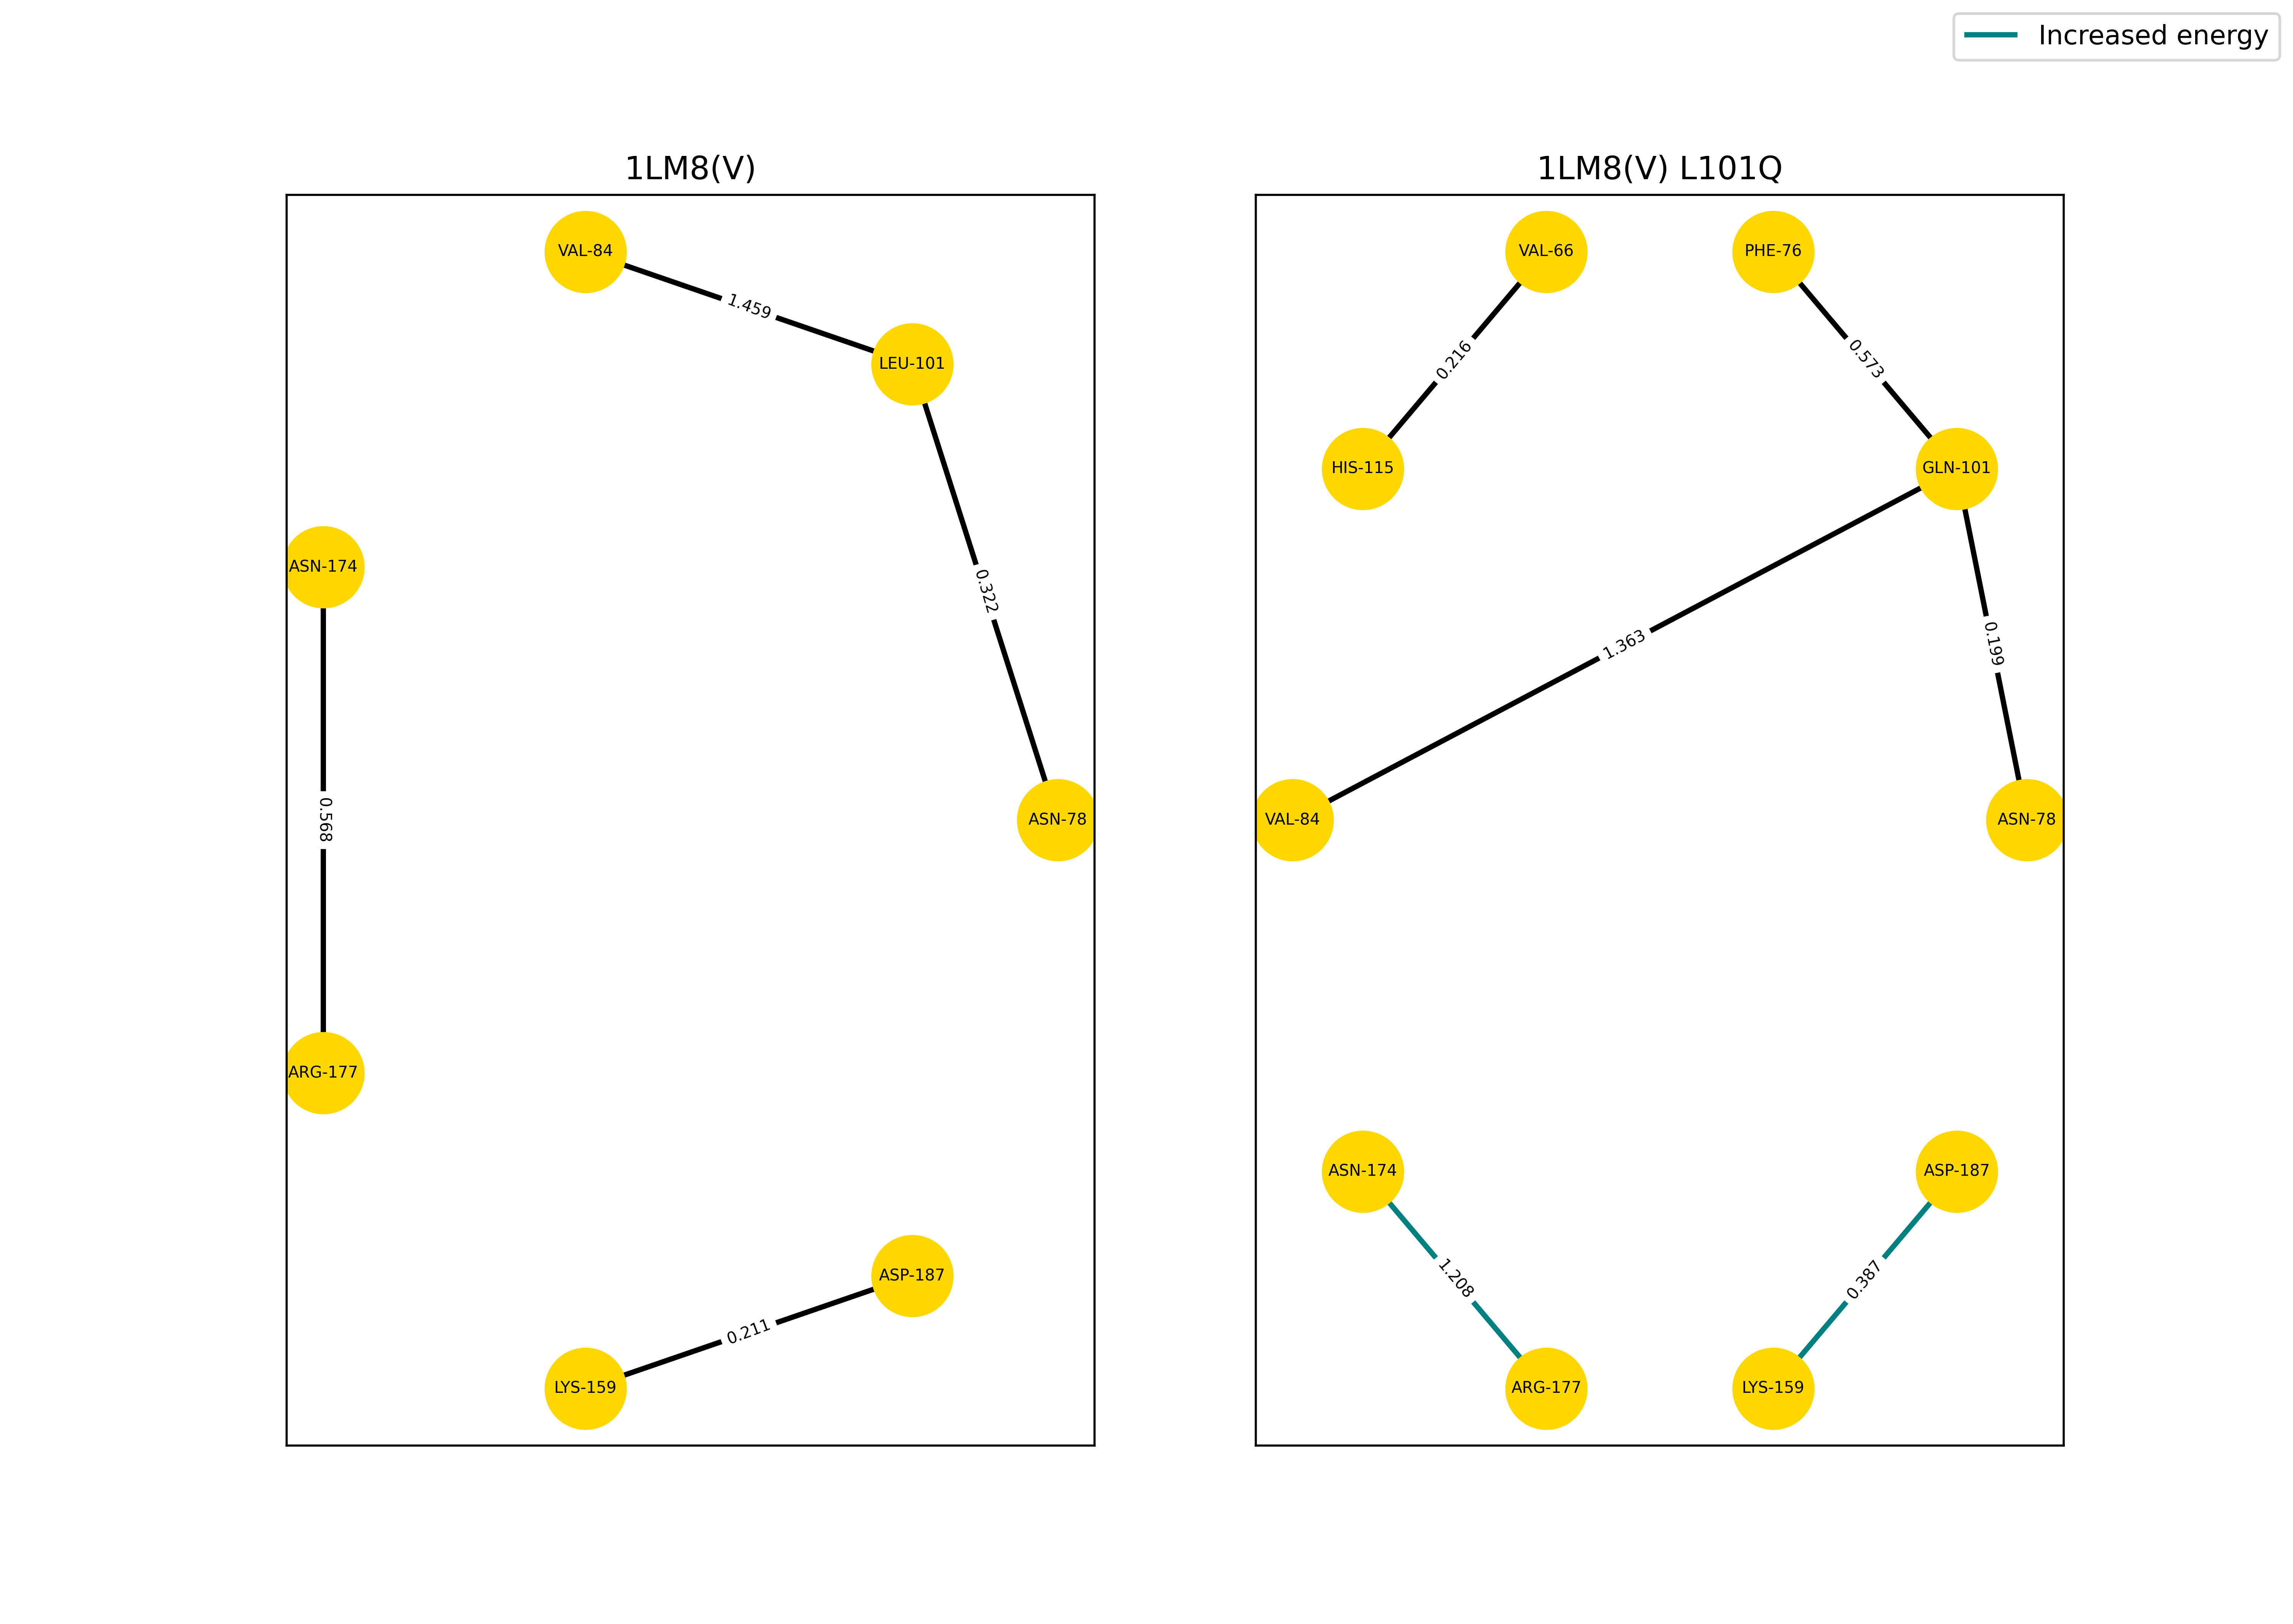 Increased energy
1LM8(V)
VAL-84
1.459
LEU-101
ASN-174
0.322
0.568
ASN-78
ARG-177
ASP-187
0.211
LYS-159
1LM8(V) L101Q
VAL-66
PHE-76
0.216
0.573
HIS-115
GLN-101
1.363
0.199
VAL-84
ASN-78
ASN-174
ASP-187
1.208
0.387
ARG-177
LYS-159